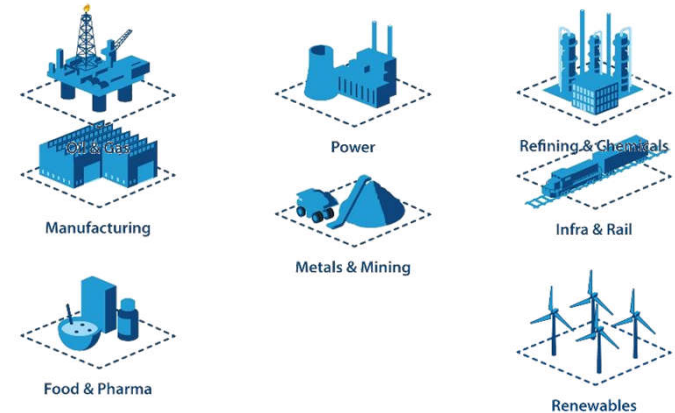 Oil & Gas
Power
Refining & Chemicals
Manufacturing
Metals & Mining
Infra & Rail
Food & Pharma
Renewables